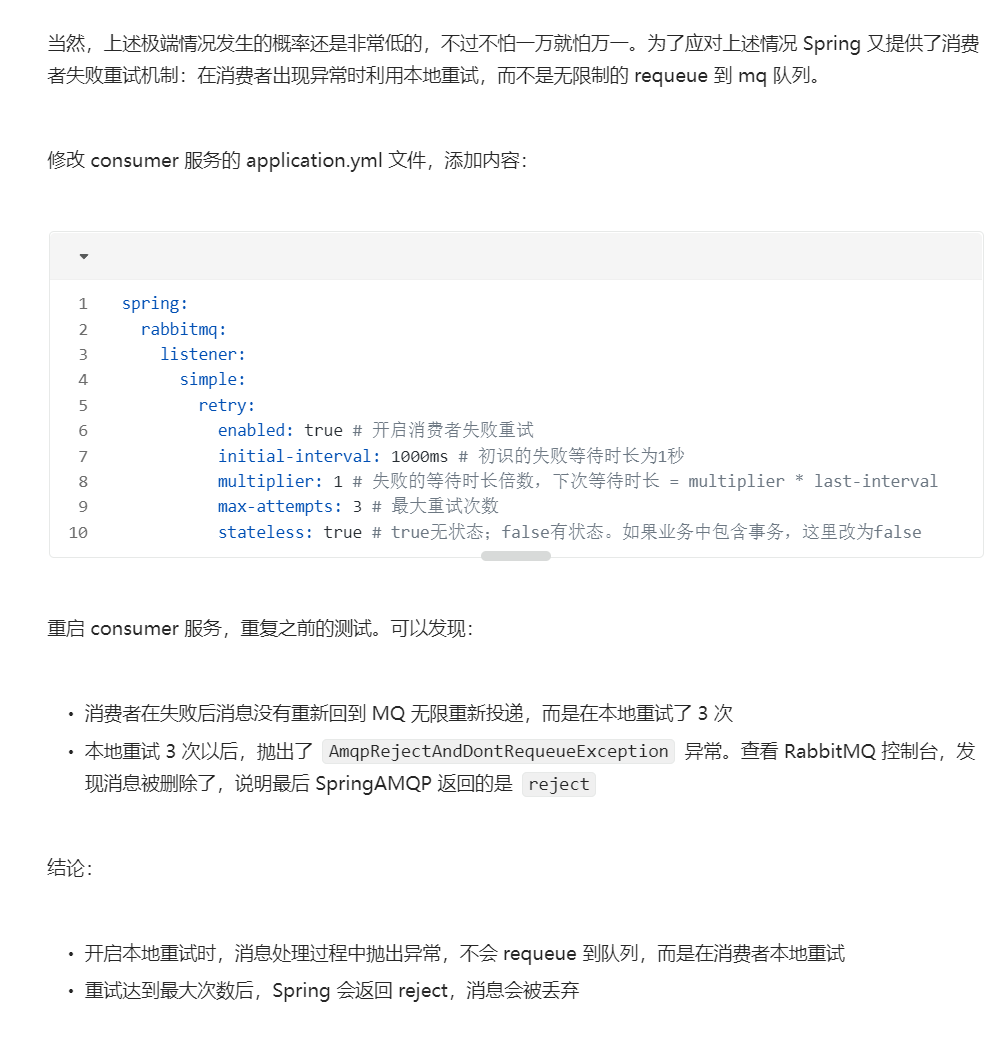 当然，上述极端情况发生的概率还是非常低的，不过不怕一万就怕万一。为了应对上述情况 Spring 又提供了消费
者失败重试机制：在消费者出现异常时利用本地重试，而不是无限制的 requeue 到 mq 队列。
修改 consumer 服务的 application.yml 文件，添加内容：
1 spring:
2 rabbitmq:
3 listener:
4 simple:
5 retry:
6 enabled: true # 开启消费者失败重试
7 initial-interval: 1000ms # 初识的失败等待时长为1秒
8 multiplier: 1 # 失败的等待时长倍数，下次等待时长 = multiplier * last-interval
9 max-attempts: 3 # 最大重试次数
10 stateless: true # true无状态；false有状态。如果业务中包含事务，这里改为false
重启 consumer 服务，重复之前的测试。可以发现：
• 消费者在失败后消息没有重新回到 MQ 无限重新投递，而是在本地重试了 3 次
• 本地重试 3 次以后，抛出了 AmqpRejectAndDontRequeueException 异常。查看 RabbitMQ 控制台，发
现消息被删除了，说明最后 SpringAMQP 返回的是 reject
结论：
• 开启本地重试时，消息处理过程中抛出异常，不会 requeue 到队列，而是在消费者本地重试
• 重试达到最大次数后，Spring 会返回 reject，消息会被丢弃